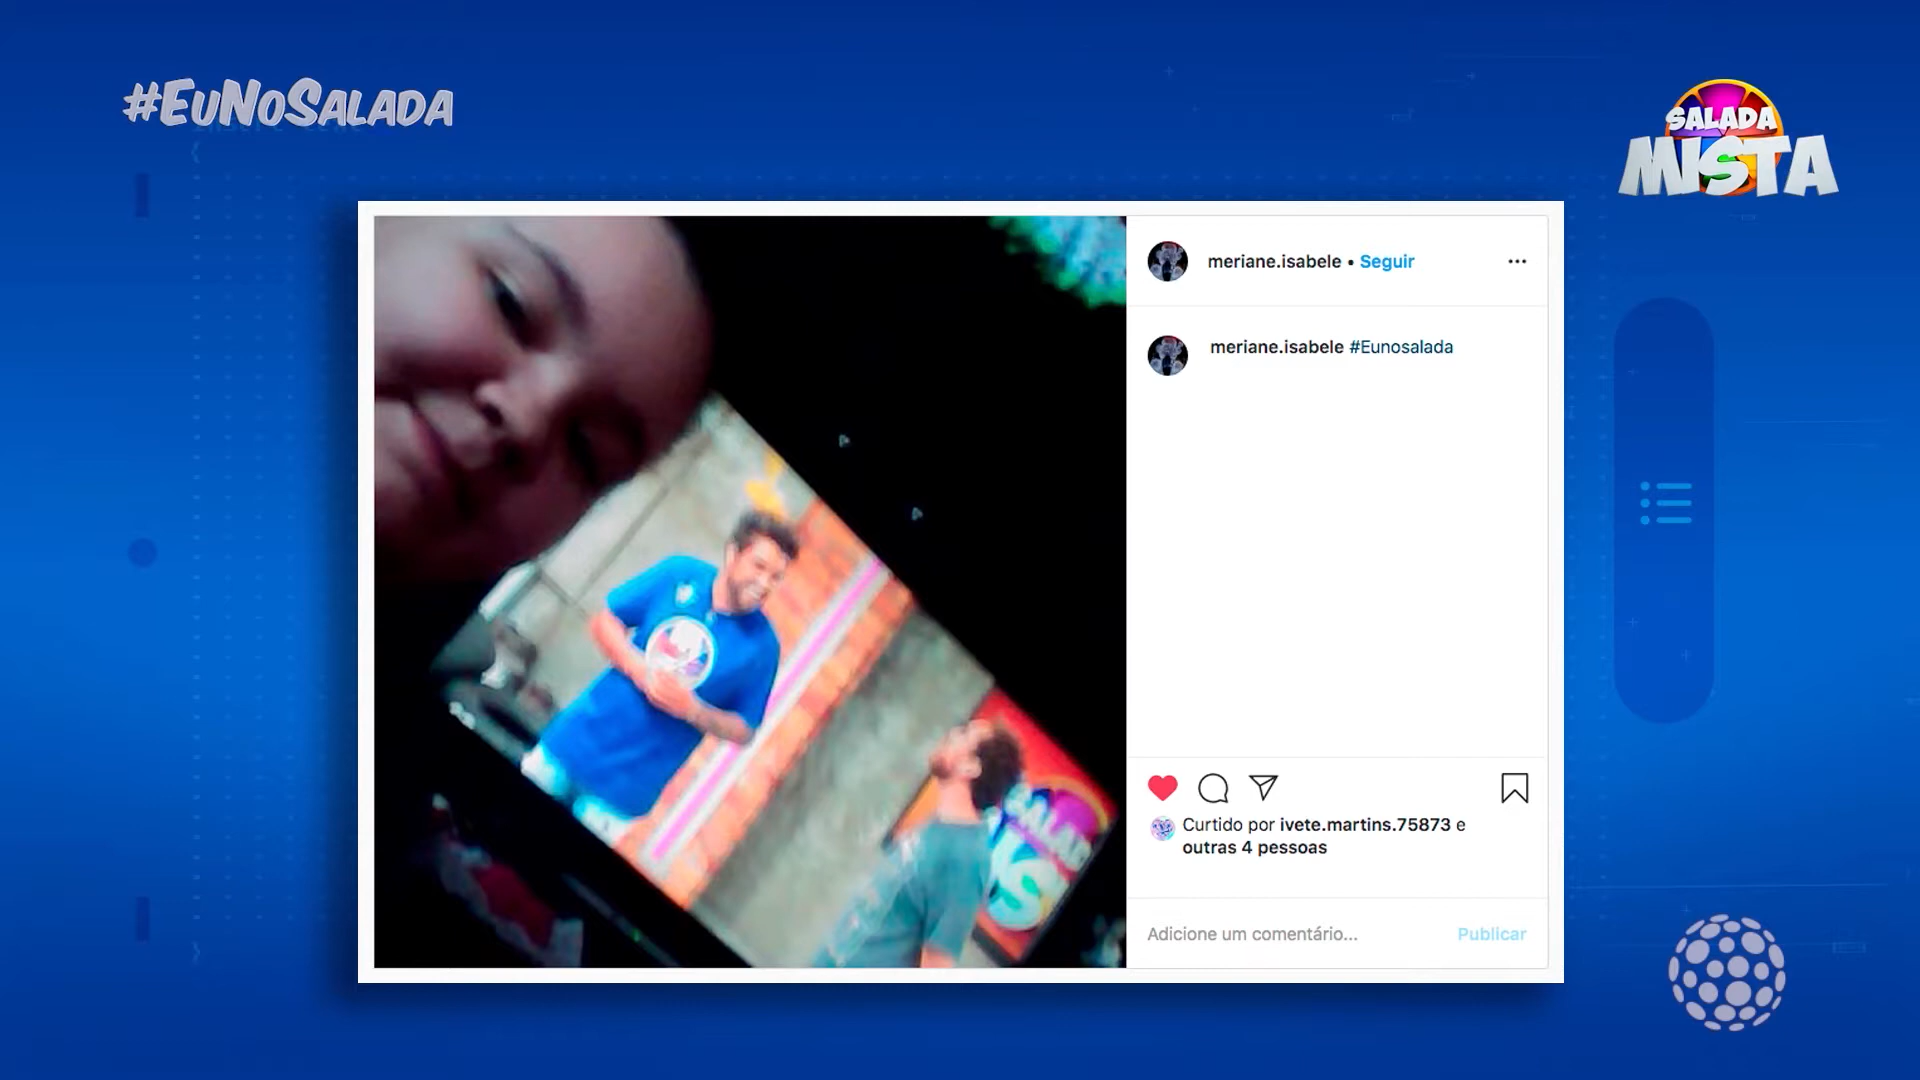 #EuNoSalada
SALADA
MISTA
meriane.isabele • Seguir
meriane.isabele #Eunosalada
Curtido por ivete.martins.75873 e
outras 4 pessoas
Adicione um comentário...
Publicar